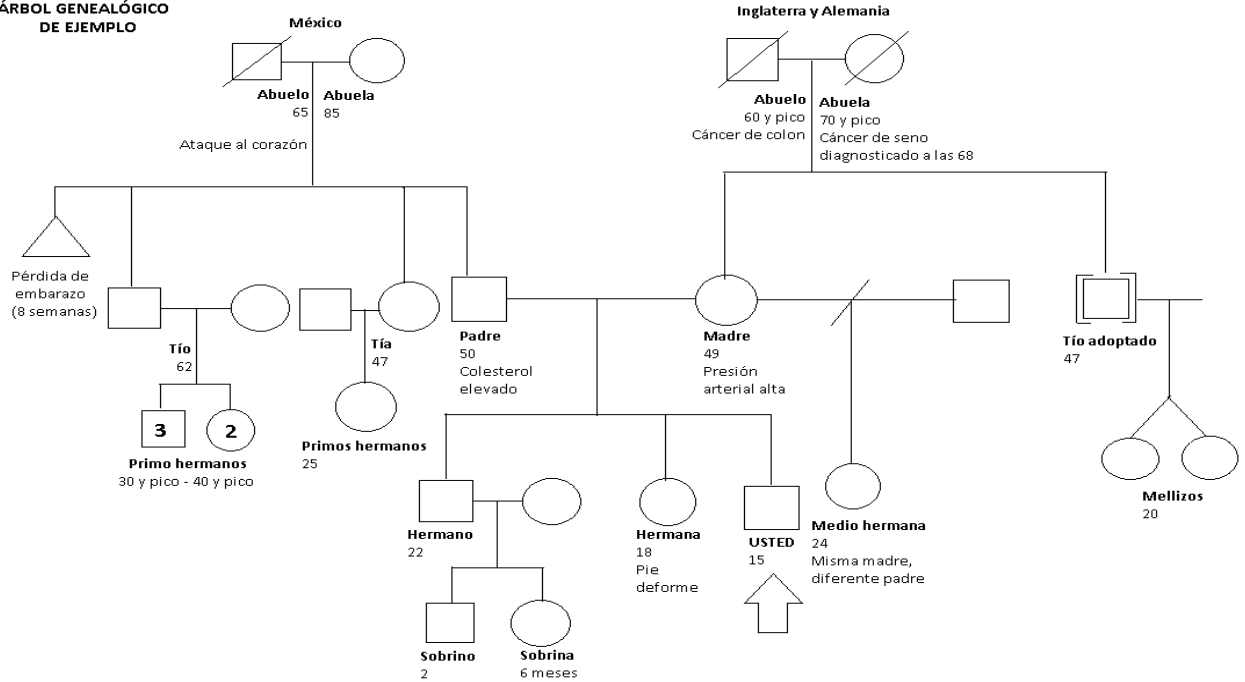 ÁRBOL GENEALÓGICO
DE EJEMPLO
México
Inglaterra y Alemania
Abuelo
65
Abuela
85
Ataque al corazón
Abuelo
60 y pico
Cáncer de colon
Abuela
70 y pico
Cáncer de seno
diagnosticado a las 68
Pérdida de
embarazo
(8 semanas)
Tío
62
Tía
47
Padre
50
Colesterol
elevado
Madre
49
Presión
arterial alta
Tío adoptado
47
3
2
Primo hermanos
30 y pico - 40 y pico
Primos hermanos
25
Hermano
22
Hermana
18
Pie
deforme
USTED
15
Medio hermana
24
Misma madre,
diferente padre
Mellizos
20
Sobrino
2
Sobrina
6 meses